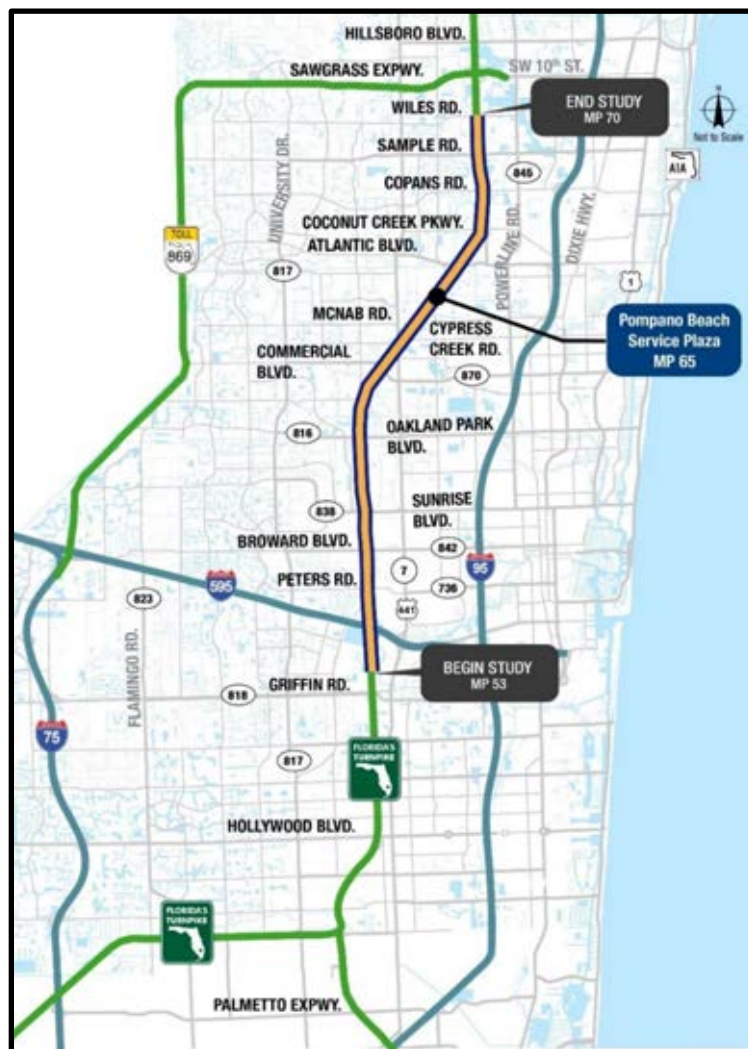 HILLSBORO BLVD.
SAWGRASS EXPWY.
SW 10th ST.
WILES RD.
END STUDY
MP 70
N
Not to Scale
SAMPLE RD.
UNIVERSITY DR.
COPANS RD.
845
A1A
COCONUT CREEK PKWY.
ATLANTIC BLVD.
POWERLINE RD.
DIXIE HWY.
TOLL
869
817
1
MCNAB RD.
CYPRESS
CREEK RD.
Pompano Beach
Service Plaza
MP 65
COMMERCIAL
BLVD.
870
816
OAKLAND PARK
BLVD.
838
SUNRISE
BLVD.
BROWARD BLVD.
842
7
95
PETERS RD.
595
736
823
441
FLAMINGO RD.
BEGIN STUDY
MP 53
GRIFFIN RD.
818
75
817
FLORIDA'S
TURNPIKE
HOLLYWOOD BLVD.
FLORIDA'S
TURNPIKE
PALMETTO EXPWY.